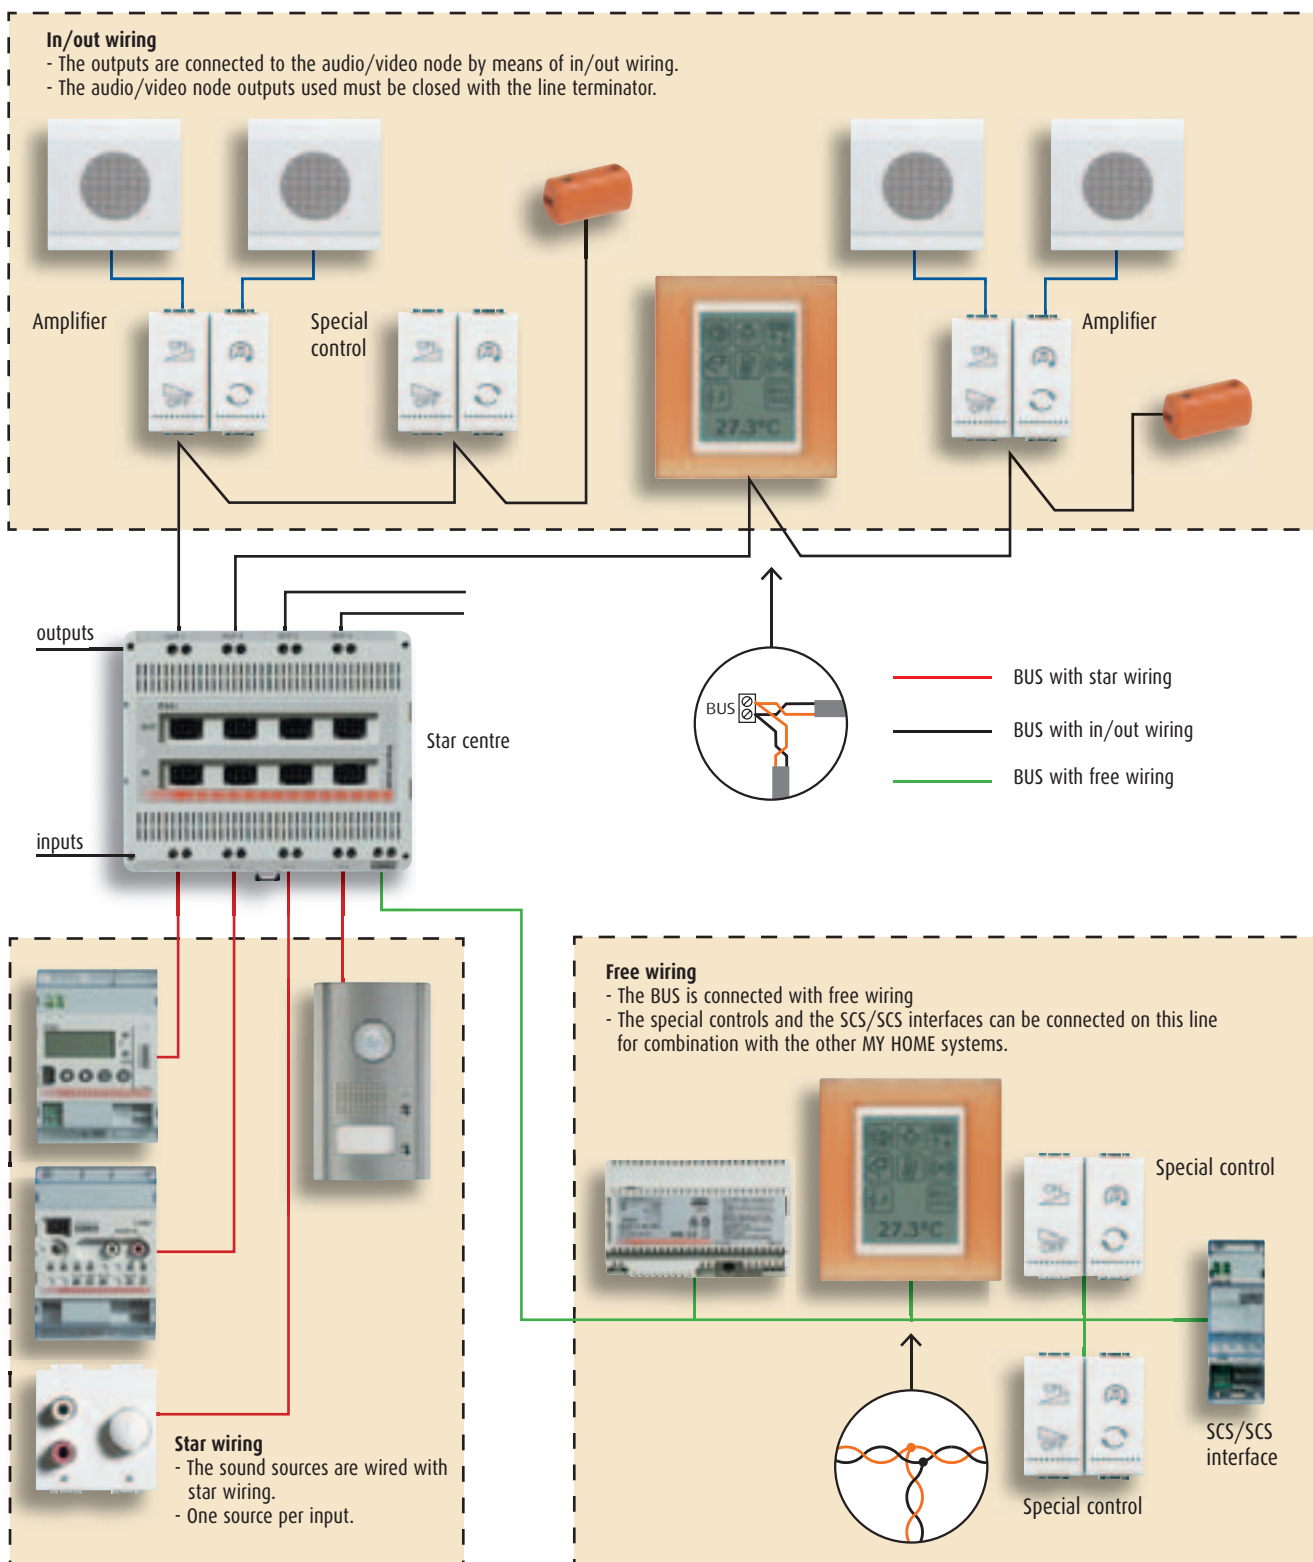 In/out wiring
- The outputs are connected to the audio/video node by means of in/out wiring.
- The audio/video node outputs used must be closed with the line terminator.
Amplifier
Special
control
OFF
27.3°C
Amplifier
OFF
outputs
Star centre
inputs
BUS
BUS with star wiring
BUS with in/out wiring
BUS with free wiring
Free wiring
- The BUS is connected with free wiring
- The special controls and the SCS/SCS interfaces can be connected on this line
for combination with the other MY HOME systems.
27.3°C
Special control
SCS/SCS
interface
Special control
Star wiring
- The sound sources are wired with
star wiring.
- One source per input.